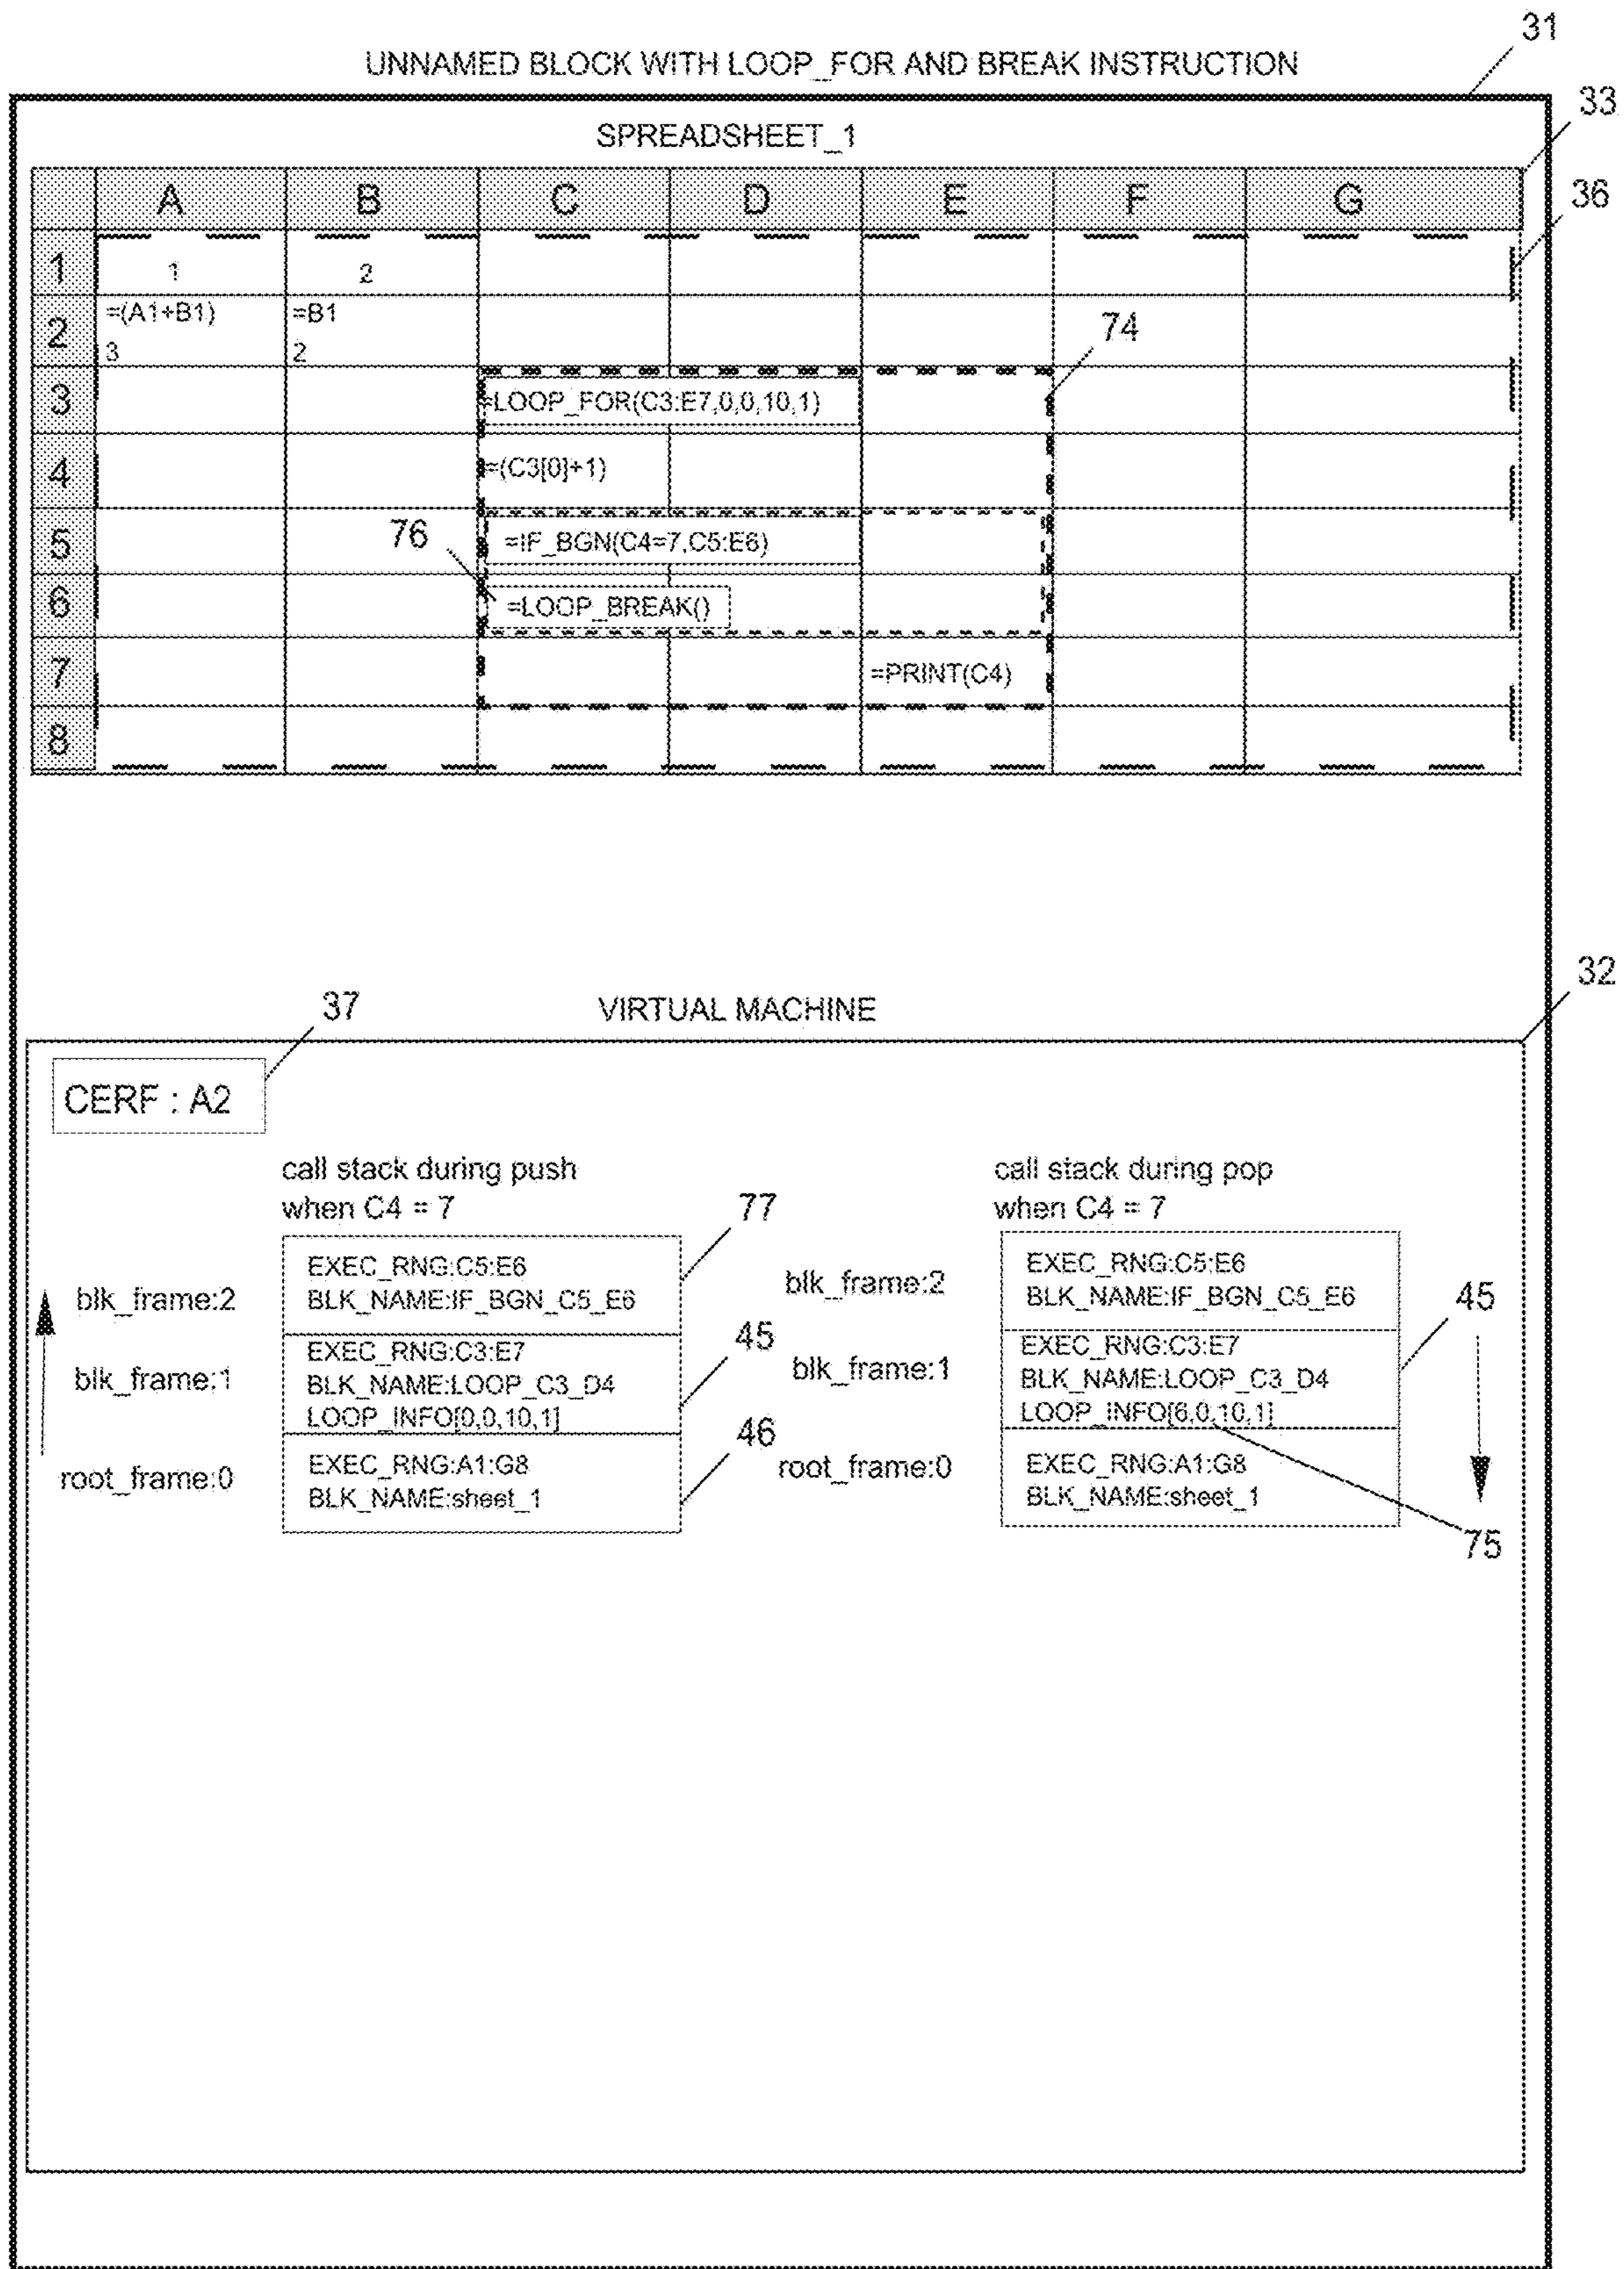 31
UNNAMED BLOCK WITH LOOP_FOR AND BREAK INSTRUCTION
33
SPREADSHEET_1
36
A B C D E F G
1 1 2
2 =(A1+B1) =B1
3 2
74
3 =LOOP_FOR(C3:E7,0,0,10,1)
4 =(C3[0]+1)
76
5 =IF_BGN(C4=7,C5:E6)
6 =LOOP_BREAK()
7 =PRINT(C4)
8
32
37
VIRTUAL MACHINE
CERF : A2
call stack during push
when C4 = 7
77
blk_frame:2
EXEC_RNG:C5:E6
BLK_NAME:IF_BGN_C5_E6
45
blk_frame:1
EXEC_RNG:C3:E7
BLK_NAME:LOOP_C3_D4
LOOP_INFO[0,0,10,1]
46
root_frame:0
EXEC_RNG:A1:G8
BLK_NAME:sheet_1
call stack during pop
when C4 = 7
blk_frame:2
EXEC_RNG:C5:E6
BLK_NAME:IF_BGN_C5_E6
45
blk_frame:1
EXEC_RNG:C3:E7
BLK_NAME:LOOP_C3_D4
LOOP_INFO[6,0,10,1]
root_frame:0
EXEC_RNG:A1:G8
BLK_NAME:sheet_1
75